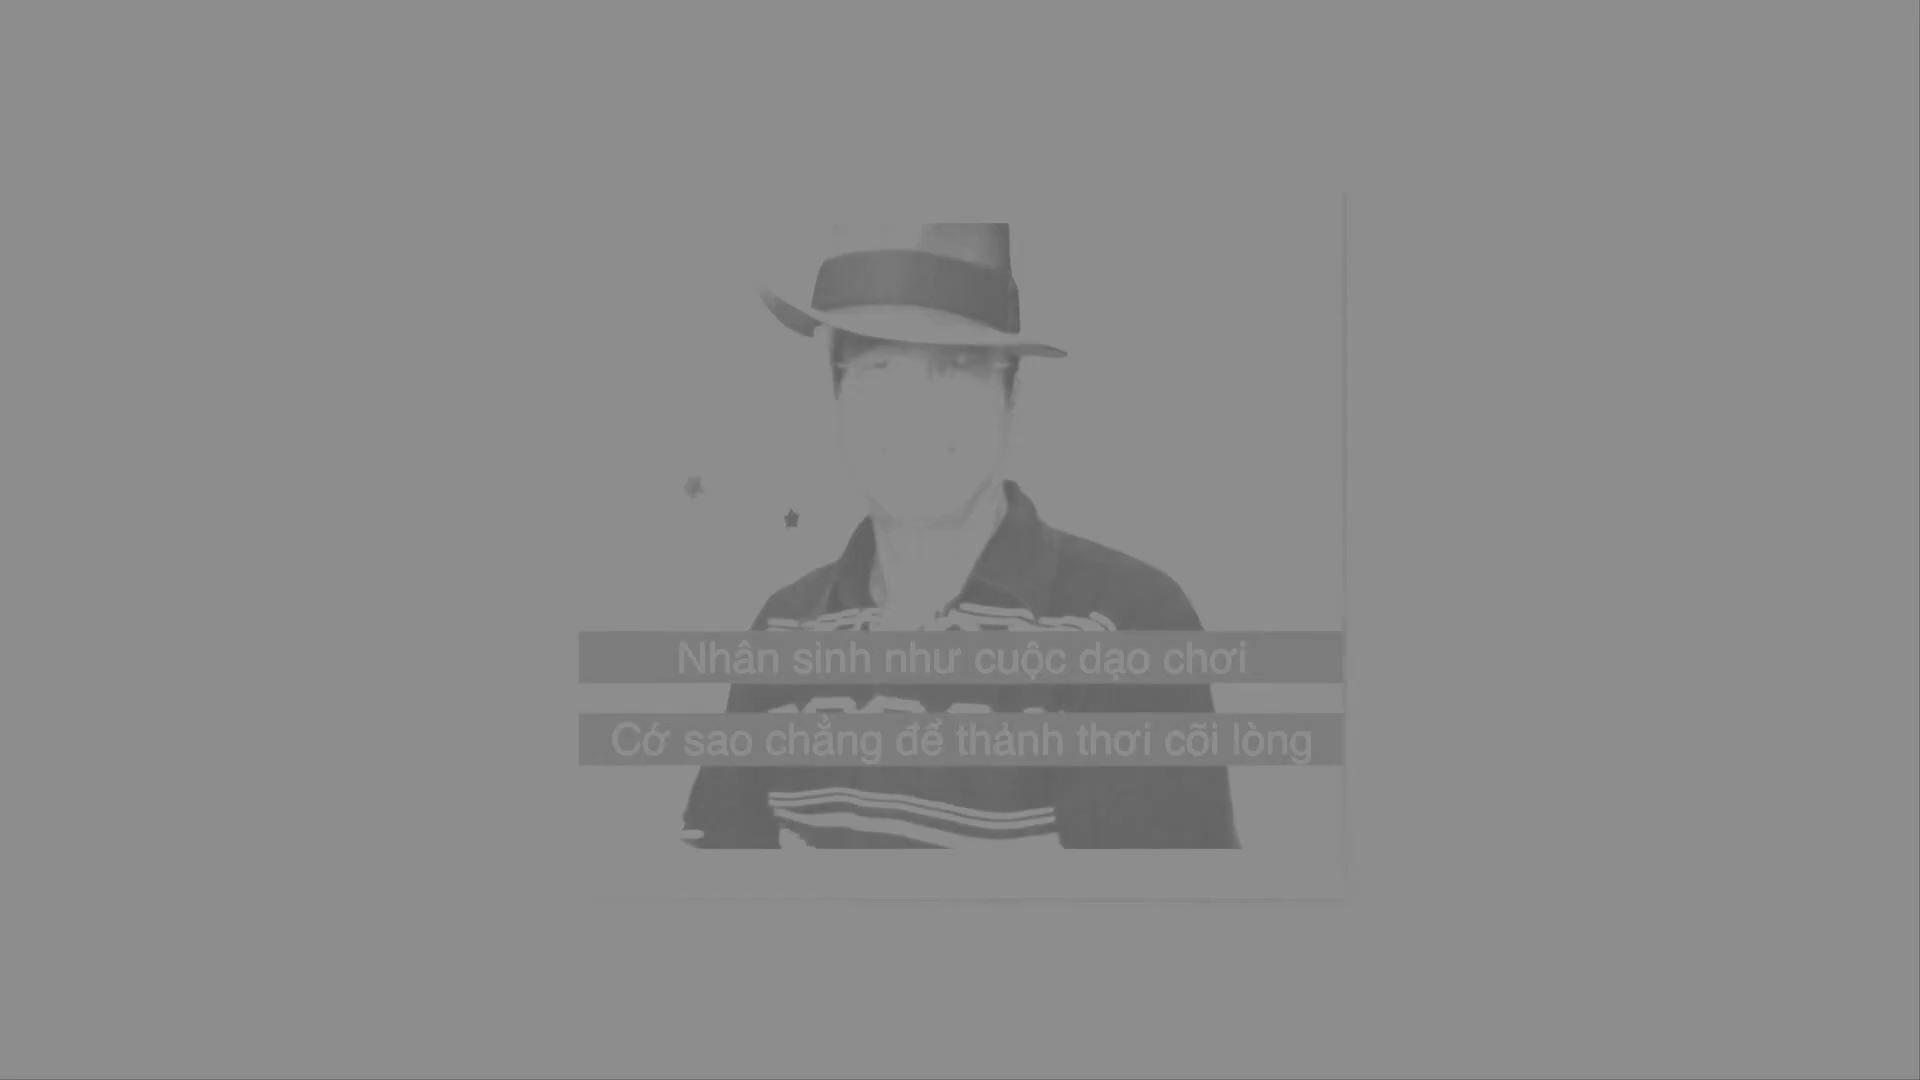 Nhân sinh như cuộc dạo chơi
Cớ sao chẳng để thảnh thơi cõi lòng